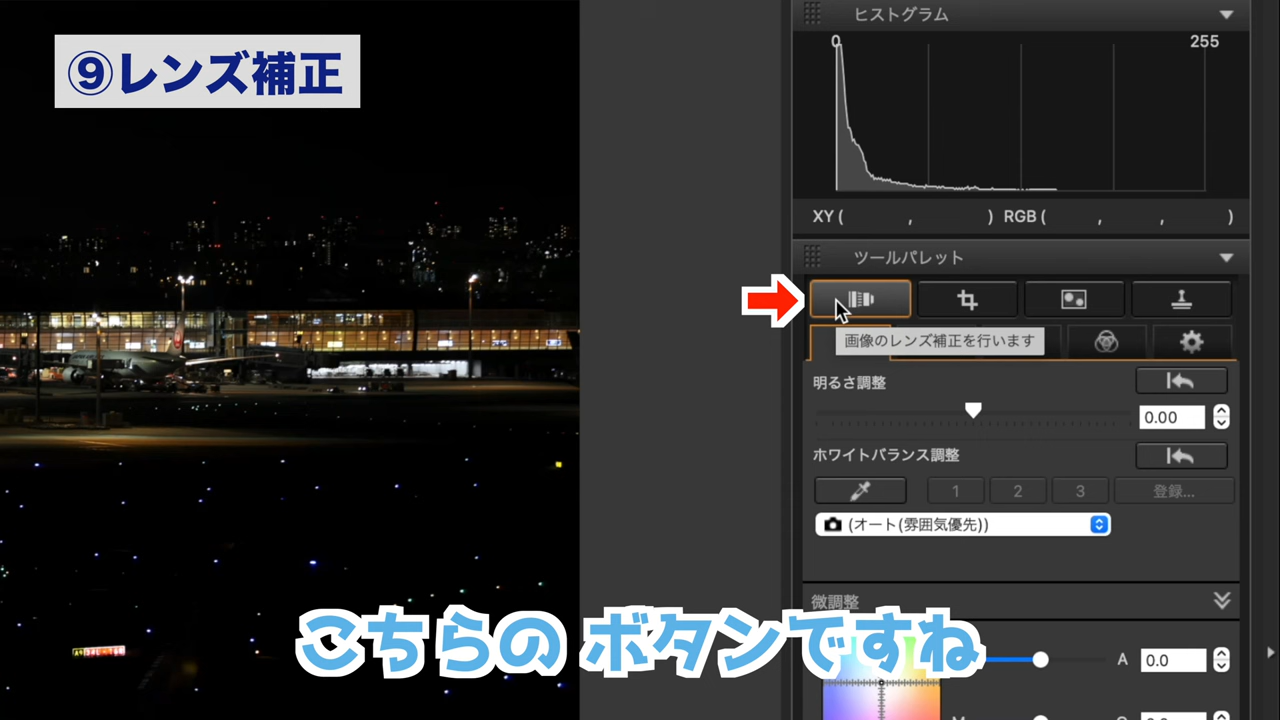 ⑨レンズ補正
ヒストグラム
0
255
XY ( , ) RGB ( , , )
ツールパレット
画像のレンズ補正を行います
明るさ調整
0.00
ホワイトバランス調整
1 2 3 登録...
(オート(雰囲気優先))
微調整
A 0.0
こちらの ボタンですね